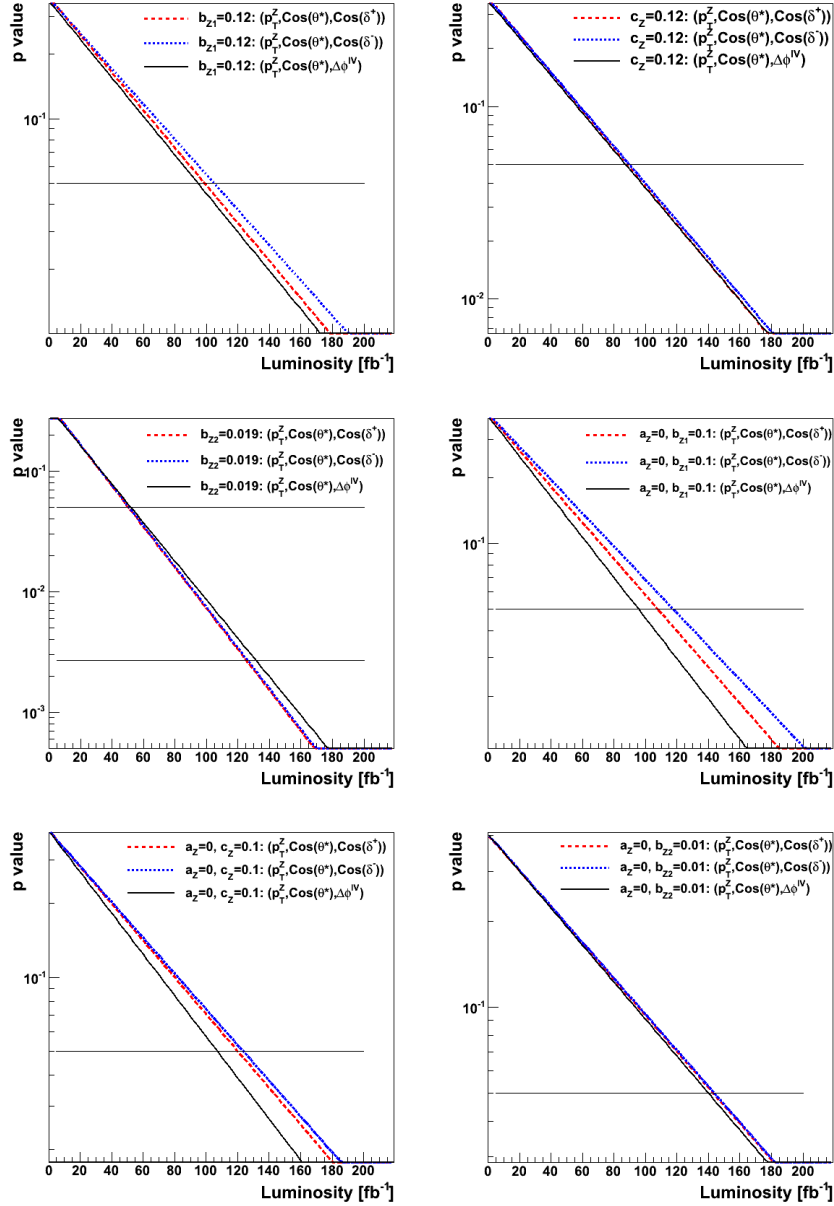 p value
b_Z1=0.12: (p_T^Z,Cos(θ*),Cos(δ⁺))
b_Z1=0.12: (p_T^Z,Cos(θ*),Cos(δ⁻))
b_Z1=0.12: (p_T^Z,Cos(θ*),Δϕ^IV)
10⁻¹
0 20 40 60 80 100 120 140 160 180 200
Luminosity [fb⁻¹]
p value
c_Z=0.12: (p_T^Z,Cos(θ*),Cos(δ⁺))
c_Z=0.12: (p_T^Z,Cos(θ*),Cos(δ⁻))
c_Z=0.12: (p_T^Z,Cos(θ*),Δϕ^IV)
10⁻¹
10⁻²
0 20 40 60 80 100 120 140 160 180 200
Luminosity [fb⁻¹]
p value
b_Z2=0.019: (p_T^Z,Cos(θ*),Cos(δ⁺))
b_Z2=0.019: (p_T^Z,Cos(θ*),Cos(δ⁻))
b_Z2=0.019: (p_T^Z,Cos(θ*),Δϕ^IV)
10⁻¹
10⁻²
10⁻³
0 20 40 60 80 100 120 140 160 180 200
Luminosity [fb⁻¹]
p value
a_Z=0, b_Z1=0.1: (p_T^Z,Cos(θ*),Cos(δ⁺))
a_Z=0, b_Z1=0.1: (p_T^Z,Cos(θ*),Cos(δ⁻))
a_Z=0, b_Z1=0.1: (p_T^Z,Cos(θ*),Δϕ^IV)
10⁻¹
0 20 40 60 80 100 120 140 160 180 200
Luminosity [fb⁻¹]
p value
a_Z=0, c_Z=0.1: (p_T^Z,Cos(θ*),Cos(δ⁺))
a_Z=0, c_Z=0.1: (p_T^Z,Cos(θ*),Cos(δ⁻))
a_Z=0, c_Z=0.1: (p_T^Z,Cos(θ*),Δϕ^IV)
10⁻¹
0 20 40 60 80 100 120 140 160 180 200
Luminosity [fb⁻¹]
p value
a_Z=0, b_Z2=0.01: (p_T^Z,Cos(θ*),Cos(δ⁺))
a_Z=0, b_Z2=0.01: (p_T^Z,Cos(θ*),Cos(δ⁻))
a_Z=0, b_Z2=0.01: (p_T^Z,Cos(θ*),Δϕ^IV)
10⁻¹
0 20 40 60 80 100 120 140 160 180 200
Luminosity [fb⁻¹]